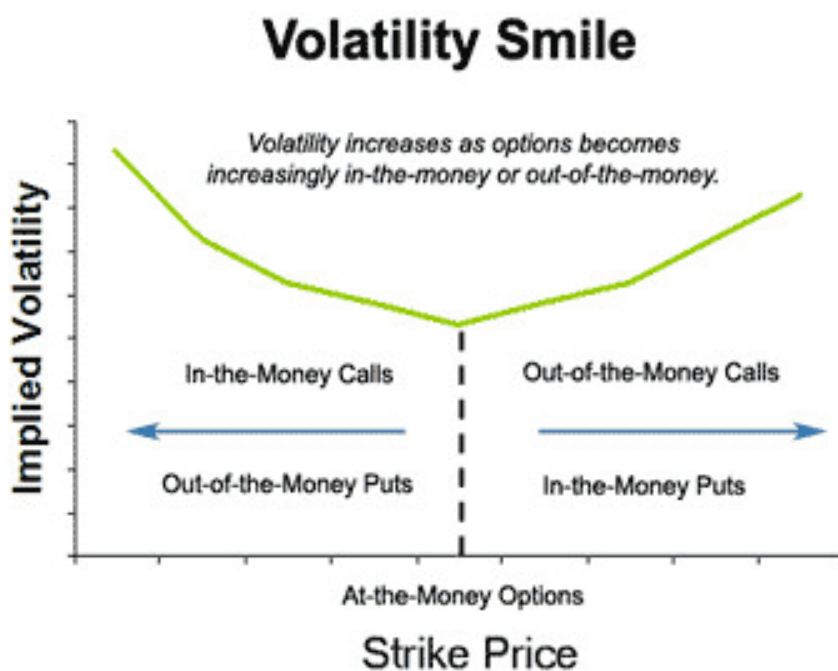 Volatility Smile
Volatility increases as options becomes
increasingly in-the-money or out-of-the-money.
Implied Volatility
In-the-Money Calls
Out-of-the-Money Calls
Out-of-the-Money Puts
In-the-Money Puts
At-the-Money Options
Strike Price